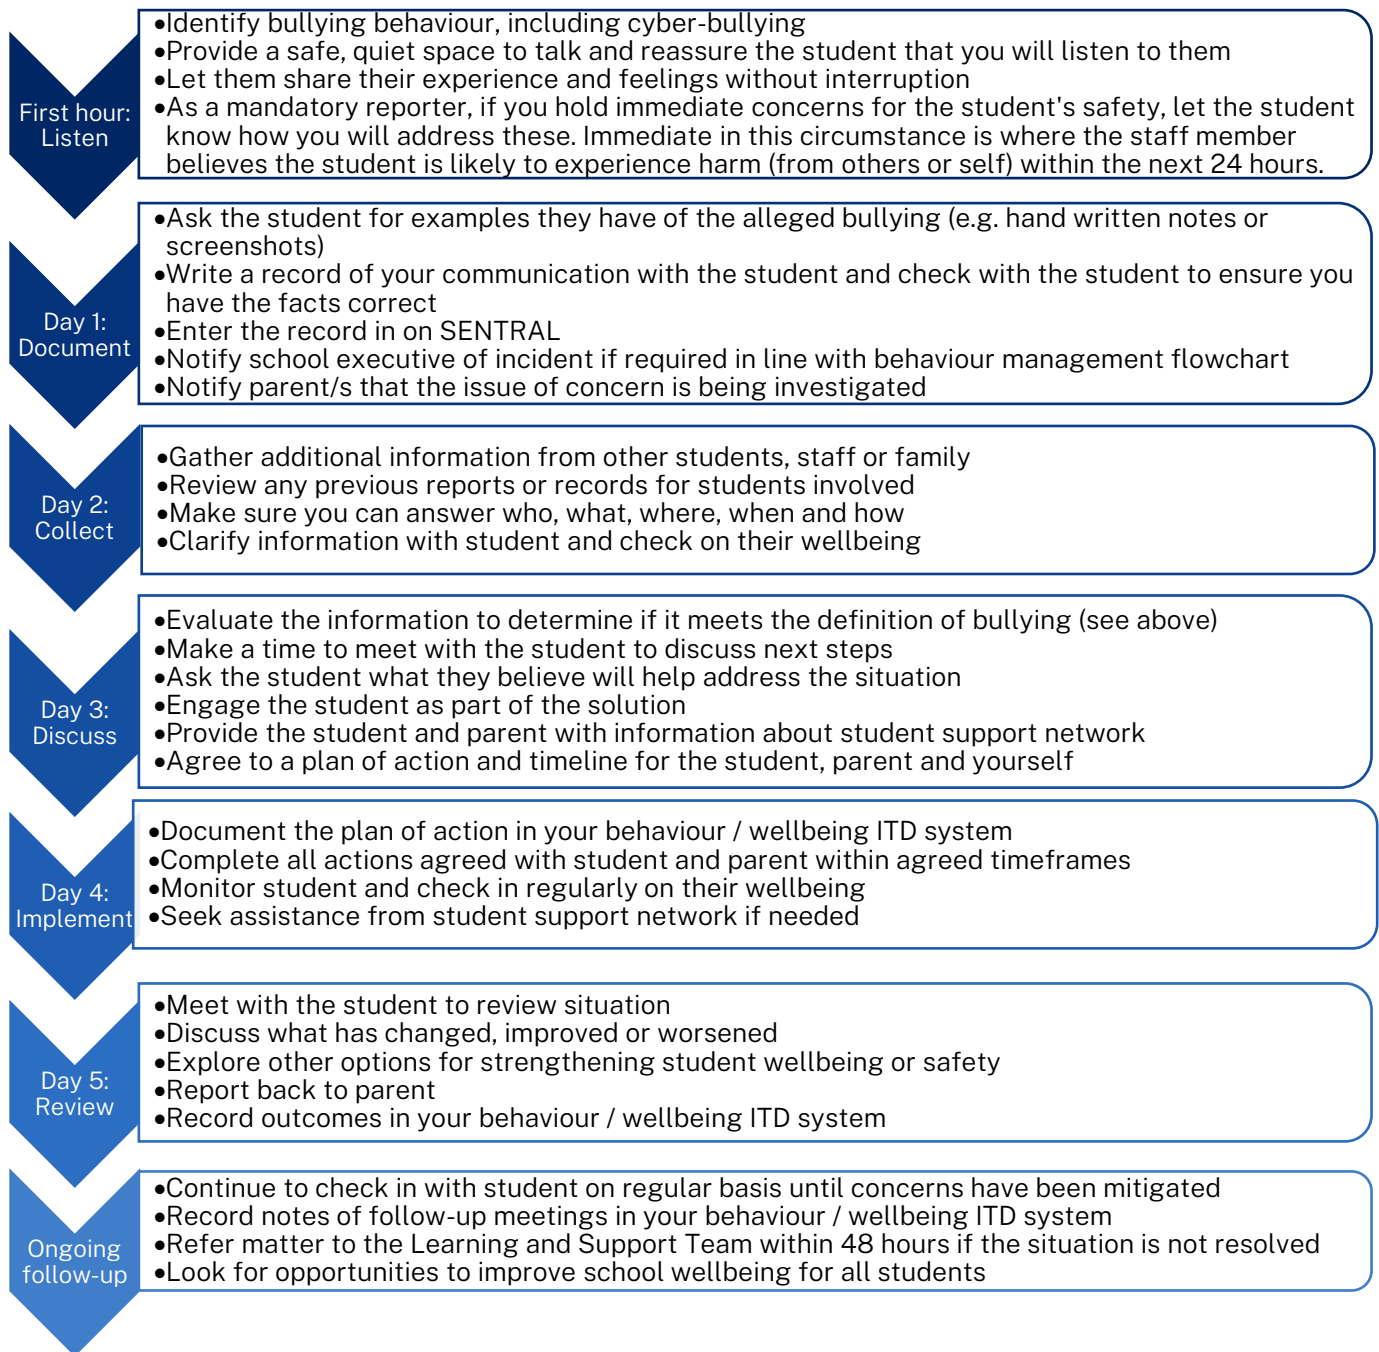 First hour:
Listen
•Identify bullying behaviour, including cyber-bullying
•Provide a safe, quiet space to talk and reassure the student that you will listen to them
•Let them share their experience and feelings without interruption
•As a mandatory reporter, if you hold immediate concerns for the student's safety, let the student
know how you will address these. Immediate in this circumstance is where the staff member
believes the student is likely to experience harm (from others or self) within the next 24 hours.
Day 1:
Document
•Ask the student for examples they have of the alleged bullying (e.g. hand written notes or
screenshots)
•Write a record of your communication with the student and check with the student to ensure you
have the facts correct
•Enter the record in on SENTRAL
•Notify school executive of incident if required in line with behaviour management flowchart
•Notify parent/s that the issue of concern is being investigated
Day 2:
Collect
•Gather additional information from other students, staff or family
•Review any previous reports or records for students involved
•Make sure you can answer who, what, where, when and how
•Clarify information with student and check on their wellbeing
Day 3:
Discuss
•Evaluate the information to determine if it meets the definition of bullying (see above)
•Make a time to meet with the student to discuss next steps
•Ask the student what they believe will help address the situation
•Engage the student as part of the solution
•Provide the student and parent with information about student support network
•Agree to a plan of action and timeline for the student, parent and yourself
Day 4:
Implement
•Document the plan of action in your behaviour / wellbeing ITD system
•Complete all actions agreed with student and parent within agreed timeframes
•Monitor student and check in regularly on their wellbeing
•Seek assistance from student support network if needed
Day 5:
Review
•Meet with the student to review situation
•Discuss what has changed, improved or worsened
•Explore other options for strengthening student wellbeing or safety
•Report back to parent
•Record outcomes in your behaviour / wellbeing ITD system
Ongoing
follow-up
•Continue to check in with student on regular basis until concerns have been mitigated
•Record notes of follow-up meetings in your behaviour / wellbeing ITD system
•Refer matter to the Learning and Support Team within 48 hours if the situation is not resolved
•Look for opportunities to improve school wellbeing for all students